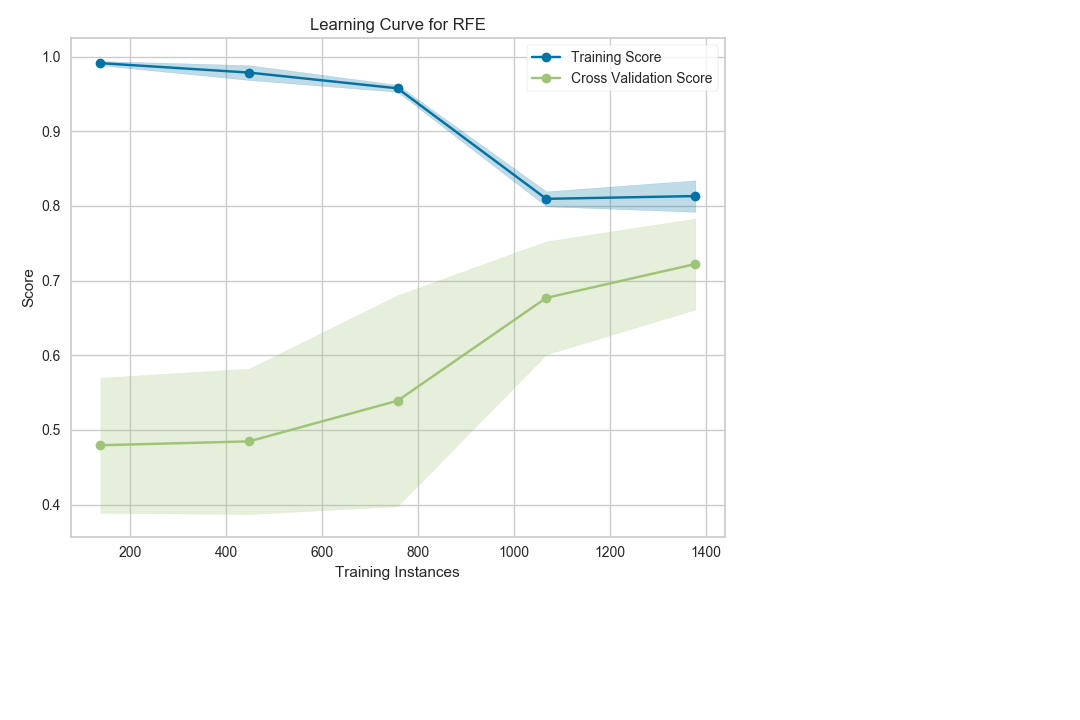 Learning Curve for RFE
Training Score
Cross Validation Score
1.0
0.9
0.8
0.7
0.6
0.5
0.4
Score
200 400 600 800 1000 1200 1400
Training Instances